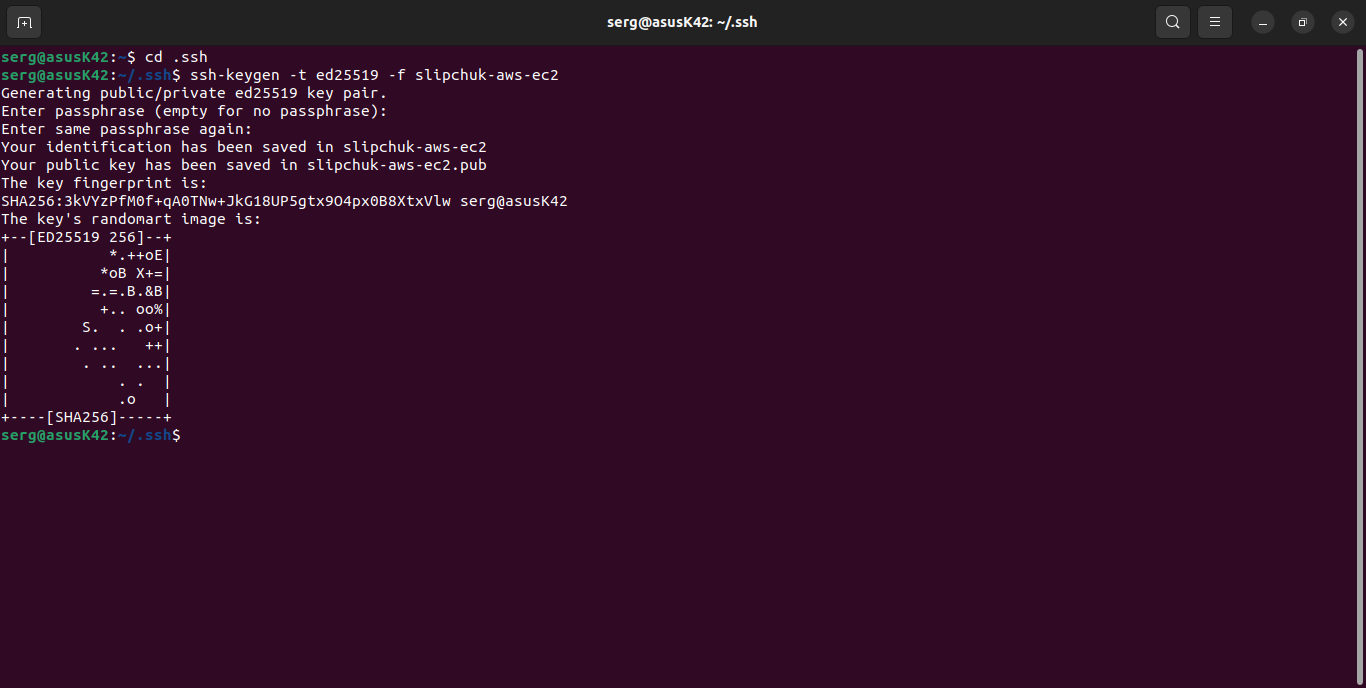 serg@asusK42: ~/.ssh
serg@asusK42:~$ cd .ssh
serg@asusK42:~/.ssh$ ssh-keygen -t ed25519 -f slipchuk-aws-ec2
Generating public/private ed25519 key pair.
Enter passphrase (empty for no passphrase):
Enter same passphrase again:
Your identification has been saved in slipchuk-aws-ec2
Your public key has been saved in slipchuk-aws-ec2.pub
The key fingerprint is:
SHA256:3kVYzPfM0f+qA0TNw+JkG18UP5gtx9O4px0B8XtxVlw serg@asusK42
The key's randomart image is:
+--[ED25519 256]--+
|           *.++oE|
|          *oB X+=|
|         =.=.B.&B|
|          +.. oo%|
|        S.  . .o+|
|       . ...   ++|
|        . ..  ...|
|            . .  |
|            .o   |
+----[SHA256]-----+
serg@asusK42:~/.ssh$